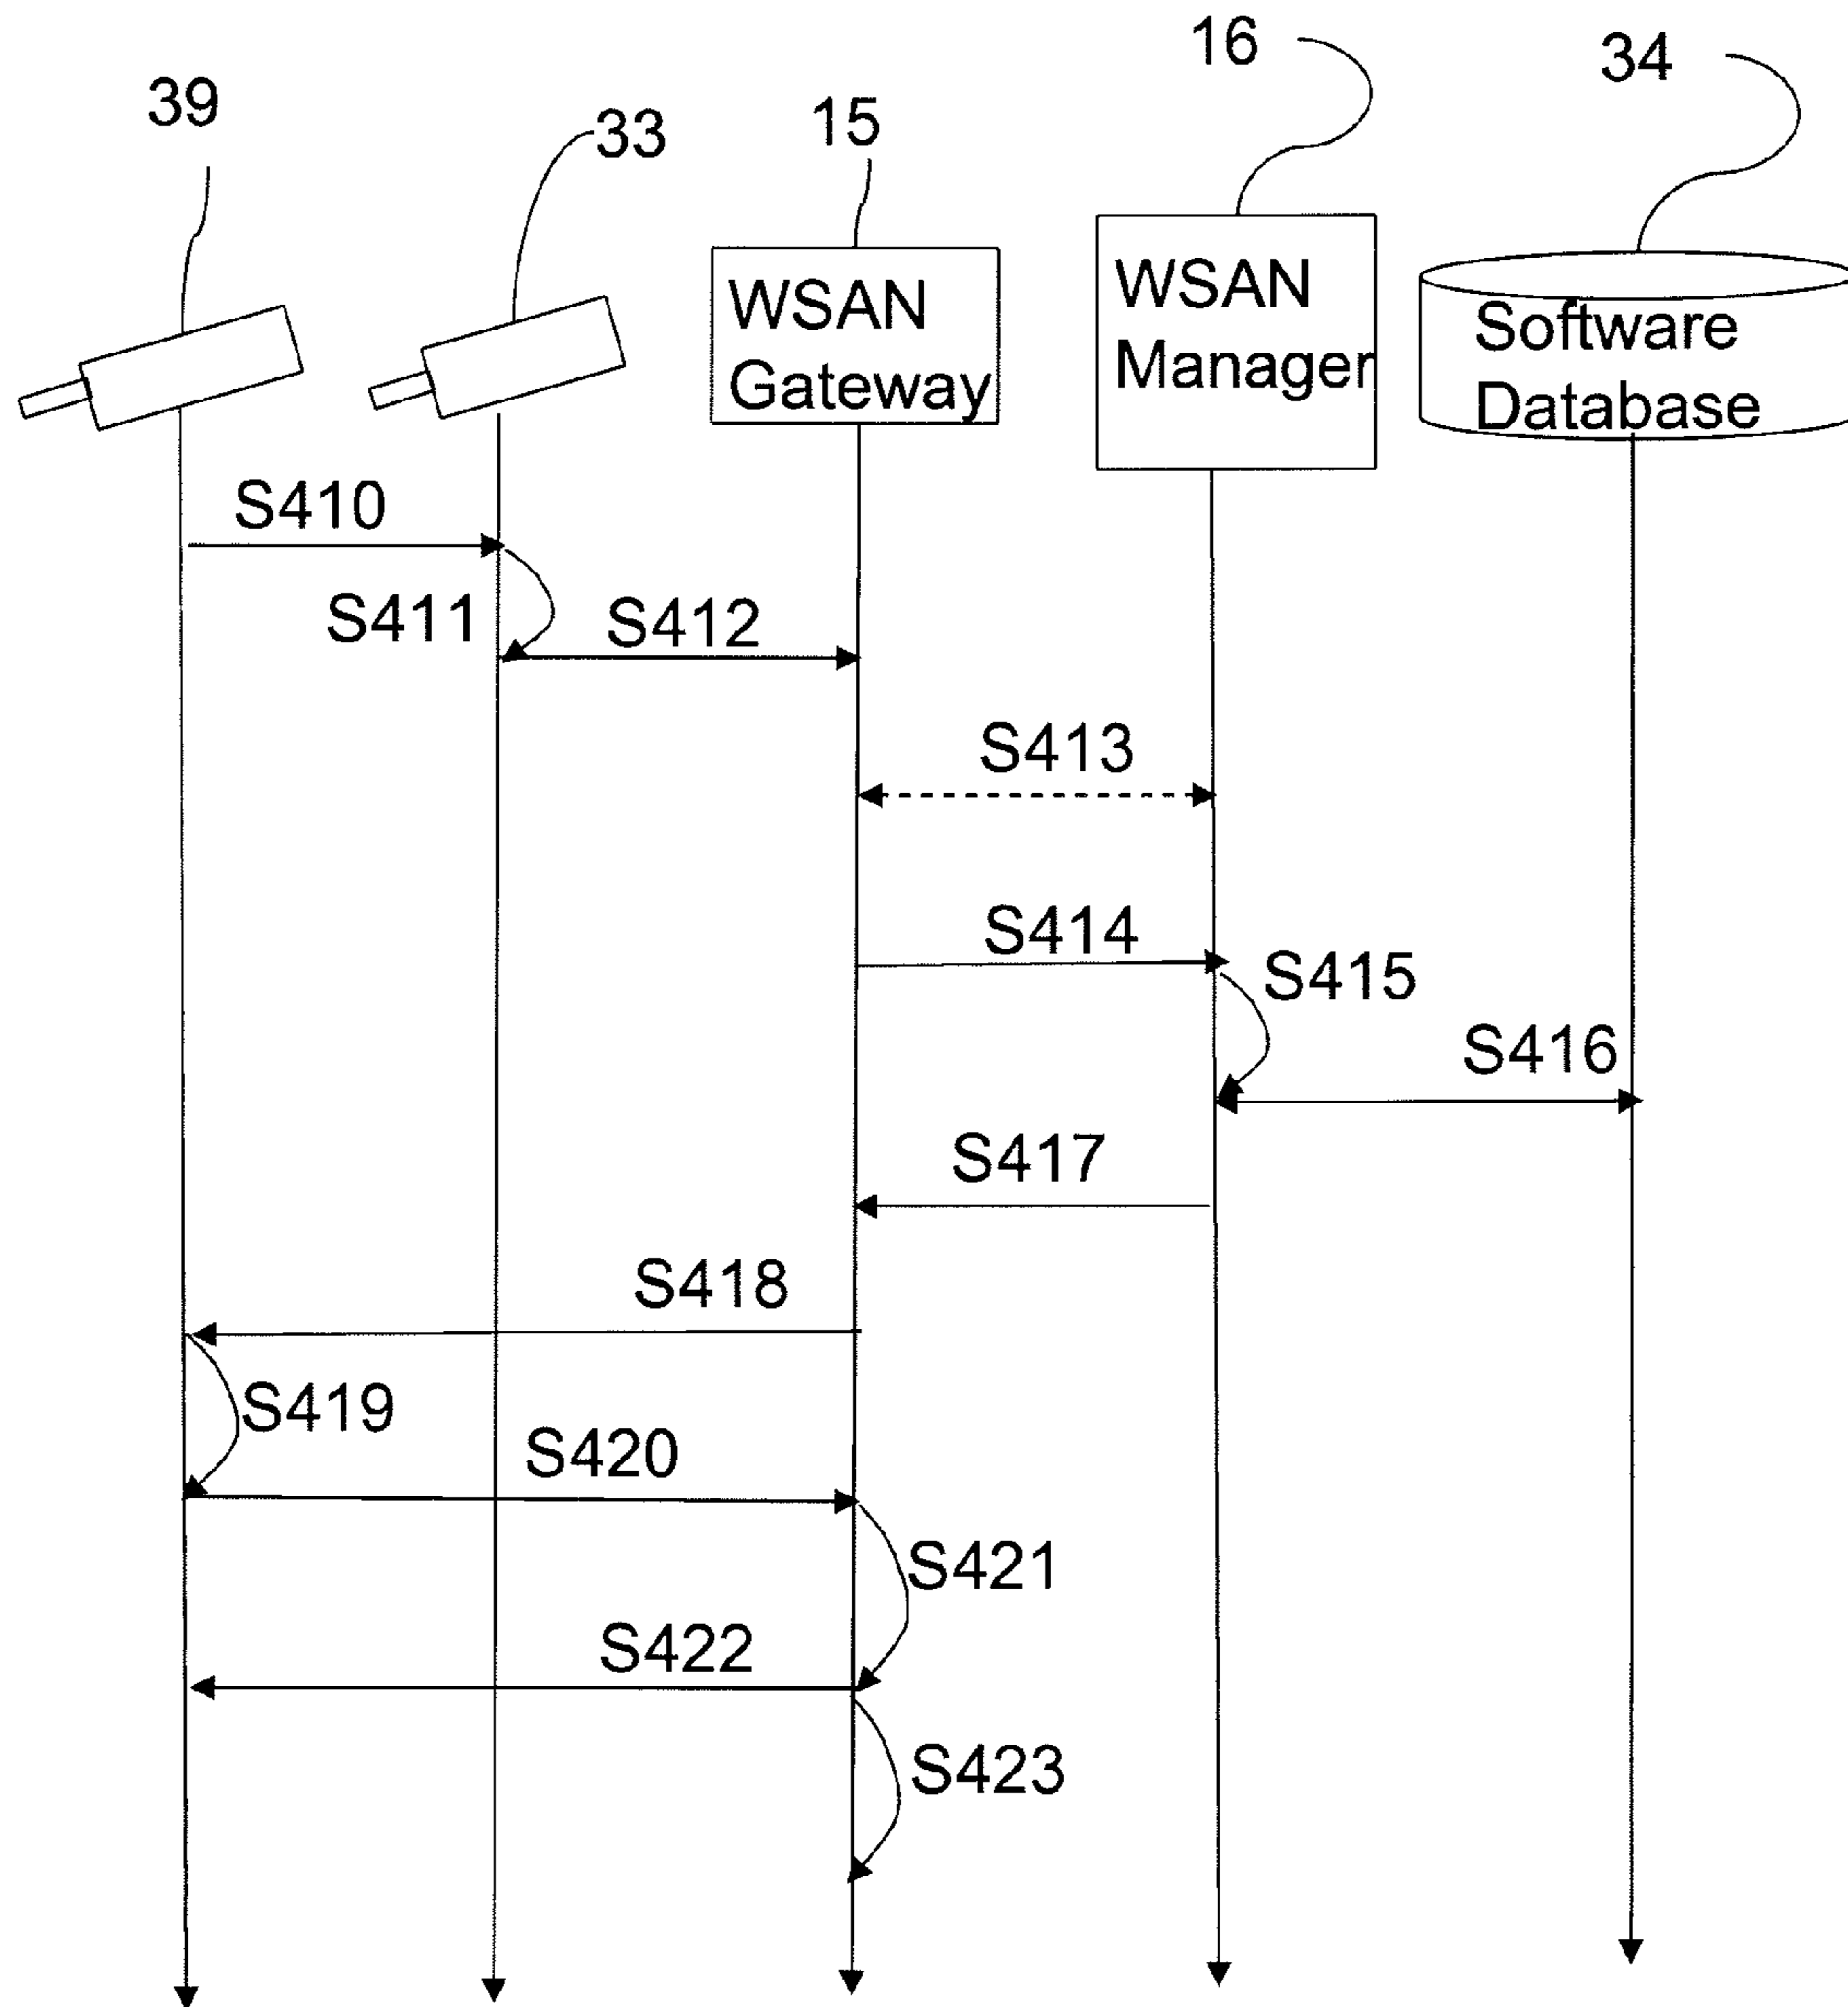 16
34
39
33
15
WSAN
Gateway
WSAN
Manager
Software
Database
S410
S411
S412
S413
S414
S415
S416
S417
S418
S419
S420
S421
S422
S423